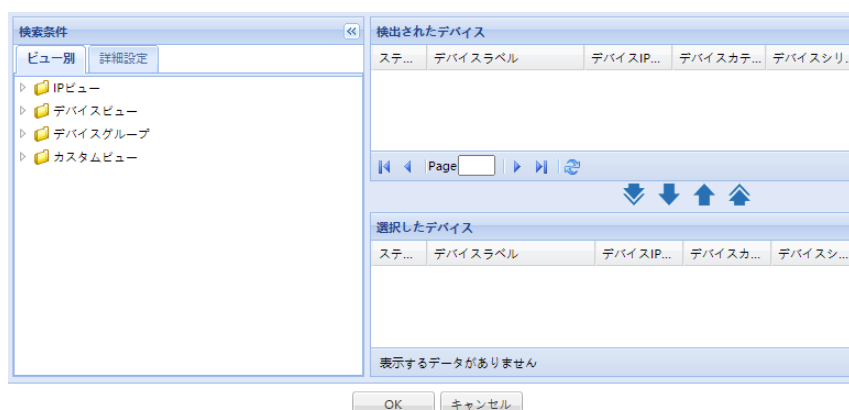 検索条件
ビュー別 詳細設定
IPビュー
デバイスビュー
デバイスグループ
カスタムビュー
検出されたデバイス
ステ... デバイスラベル デバイスIP... デバイスカテ... デバイスシリ...
Page
選択したデバイス
ステ... デバイスラベル デバイスIP... デバイスカ... デバイスシ...
表示するデータがありません
OK キャンセル